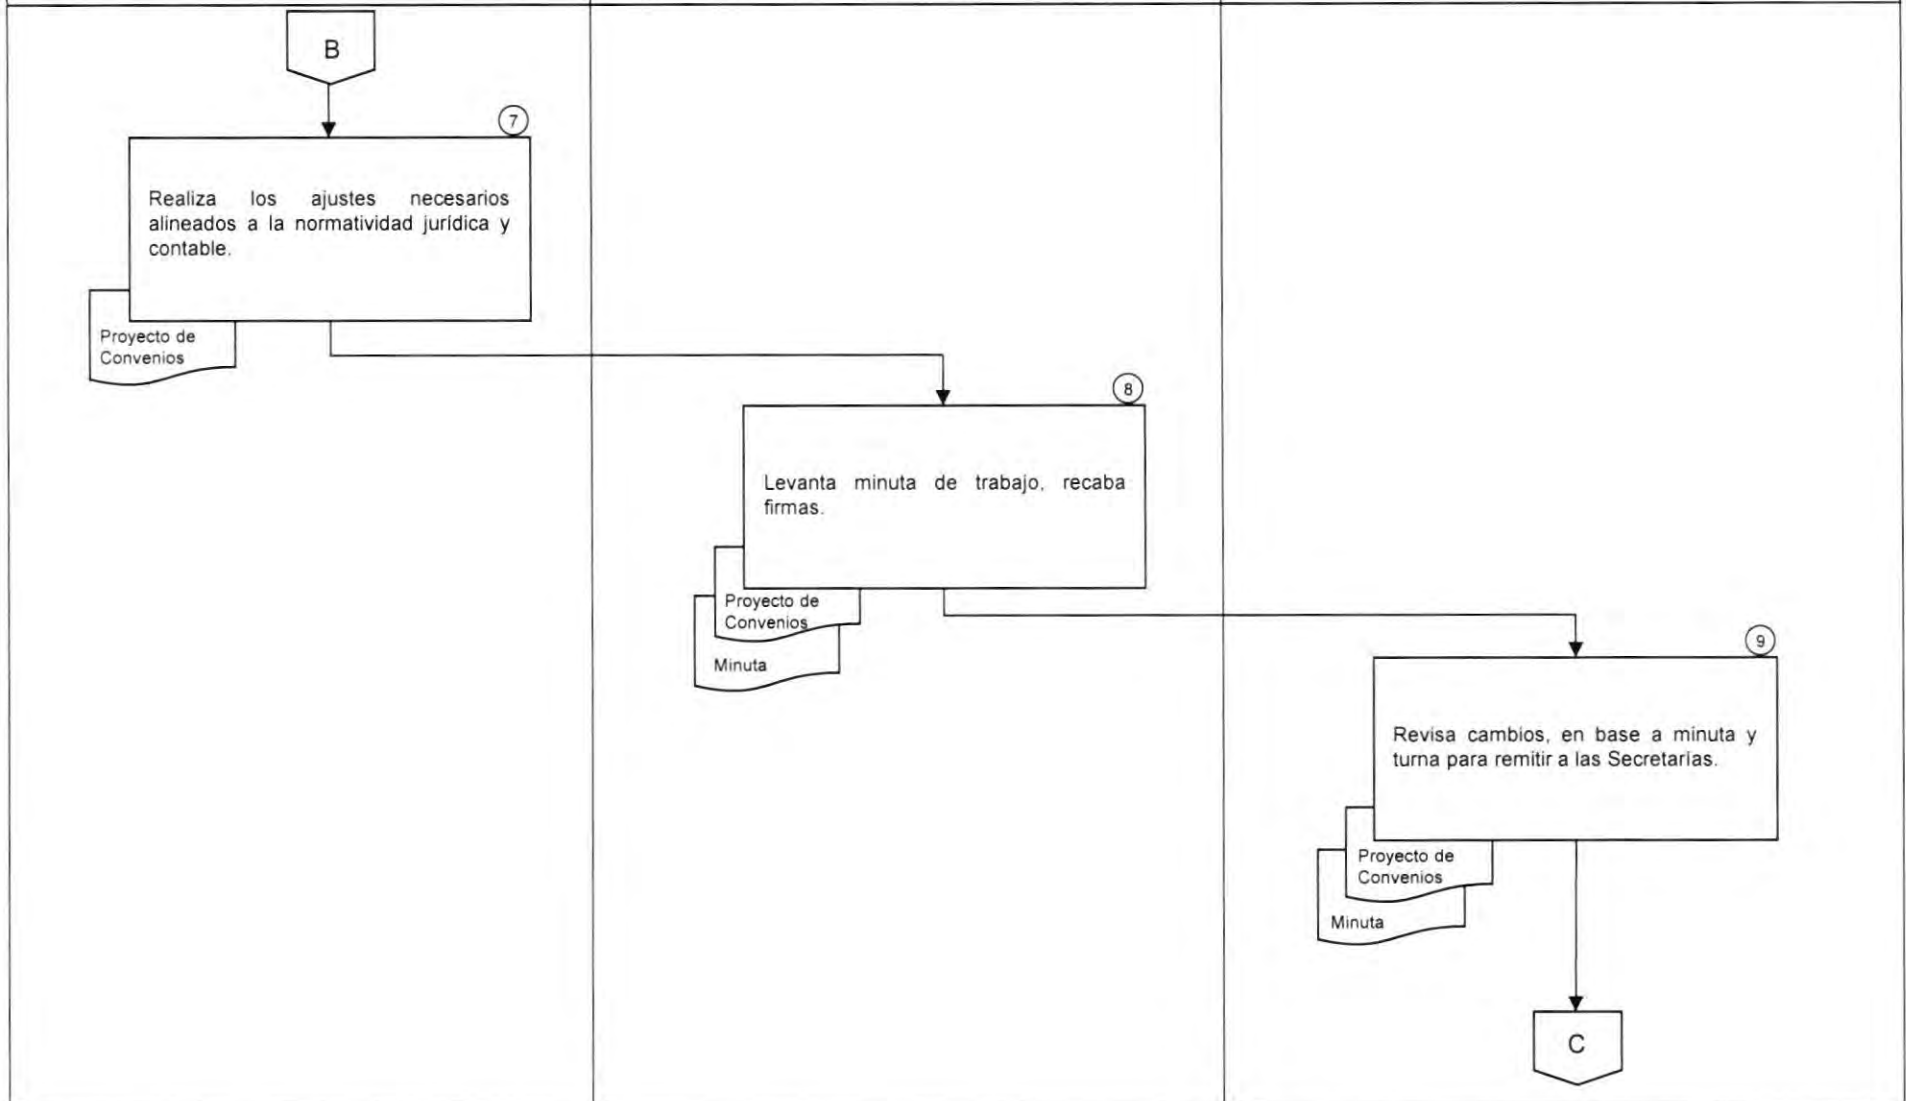 B
7
Realiza los ajustes necesarios
alineados a la normatividad jurídica y
contable.
Proyecto de
Convenios
8
Levanta minuta de trabajo, recaba
firmas.
Proyecto de
Convenios
Minuta
9
Revisa cambios, en base a minuta y
turna para remitir a las Secretarías.
Proyecto de
Convenios
Minuta
C